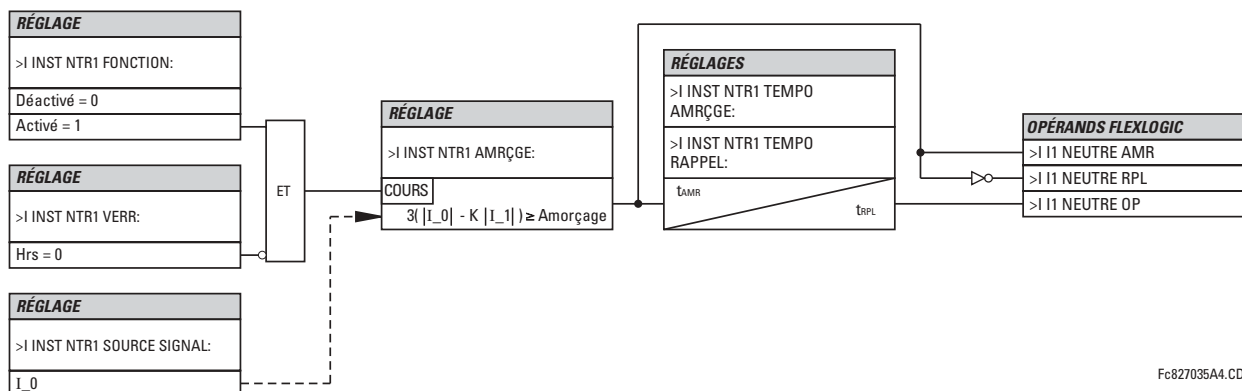 RÉGLAGE
>I INST NTR1 FONCTION:
Déactivé = 0
Activé = 1
RÉGLAGE
>I INST NTR1 VERR:
Hrs = 0
RÉGLAGE
>I INST NTR1 SOURCE SIGNAL:
I_0
ET
RÉGLAGE
>I INST NTR1 AMRÇGE:
COURS
3( |I_0| - K |I_1| ) ≥ Amorçage
RÉGLAGES
>I INST NTR1 TEMPO
AMRÇGE:
>I INST NTR1 TEMPO
RAPPEL:
tAMR
tRPL
OPÉRANDS FLEXLOGIC
>I I1 NEUTRE AMR
>I I1 NEUTRE RPL
>I I1 NEUTRE OP
Fc827035A4.CD